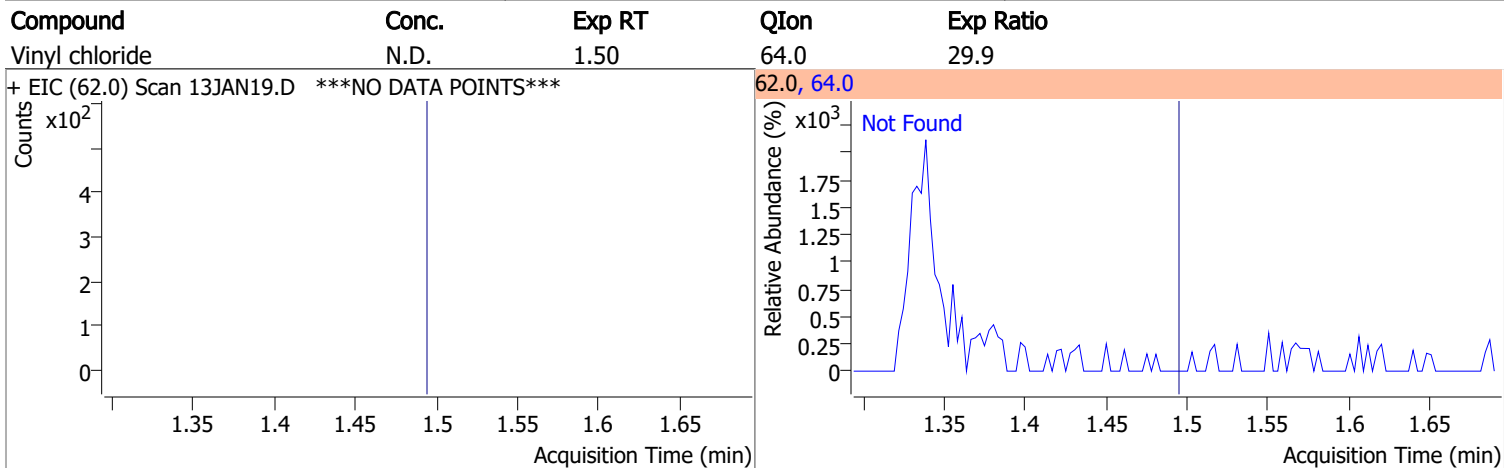 Compound Conc. Exp RT QIon Exp Ratio
Vinyl chloride N.D. 1.50 64.0 29.9
+ EIC (62.0) Scan 13JAN19.D ***NO DATA POINTS***
Counts
x10²
4
3
2
1
0
1.35 1.4 1.45 1.5 1.55 1.6 1.65
Acquisition Time (min)
62.0, 64.0
Relative Abundance (%)
x10³
Not Found
1.75
1.5
1.25
1
0.75
0.5
0.25
0
1.35 1.4 1.45 1.5 1.55 1.6 1.65
Acquisition Time (min)